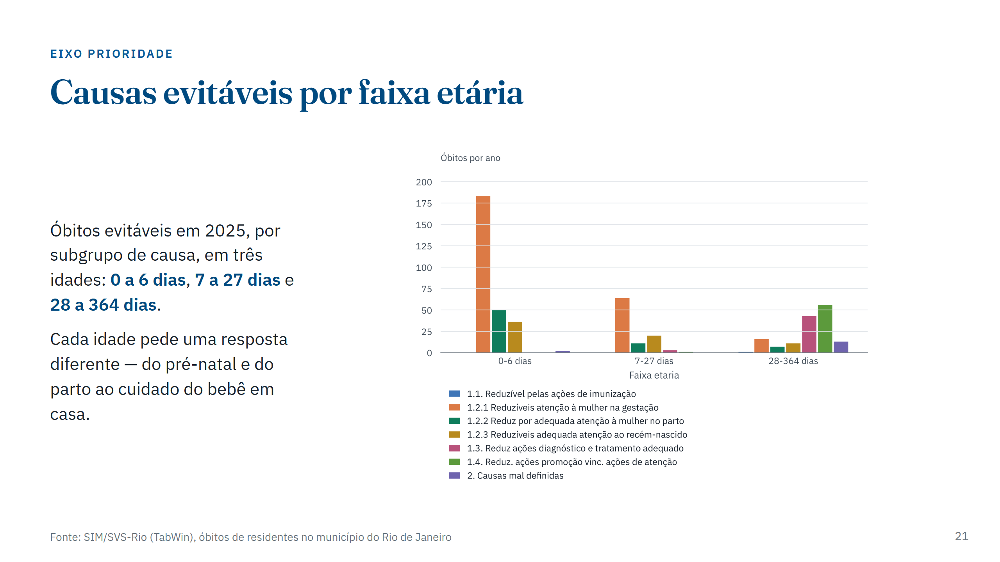 EIXO PRIORIDADE
Causas evitáveis por faixa etária
Óbitos evitáveis em 2025, por
subgrupo de causa, em três
idades: 0 a 6 dias, 7 a 27 dias e
28 a 364 dias.
Cada idade pede uma resposta
diferente — do pré-natal e do
parto ao cuidado do bebê em
casa.
Óbitos por ano
200
175
150
125
100
75
50
25
0
0-6 dias
7-27 dias
28-364 dias
Faixa etaria
1.1. Reduzível pelas ações de imunização
1.2.1 Reduzíveis atenção à mulher na gestação
1.2.2 Reduz por adequada atenção à mulher no parto
1.2.3 Reduzíveis adequada atenção ao recém-nascido
1.3. Reduz ações diagnóstico e tratamento adequado
1.4. Reduz. ações promoção vinc. ações de atenção
2. Causas mal definidas
Fonte: SIM/SVS-Rio (TabWin), óbitos de residentes no município do Rio de Janeiro
21